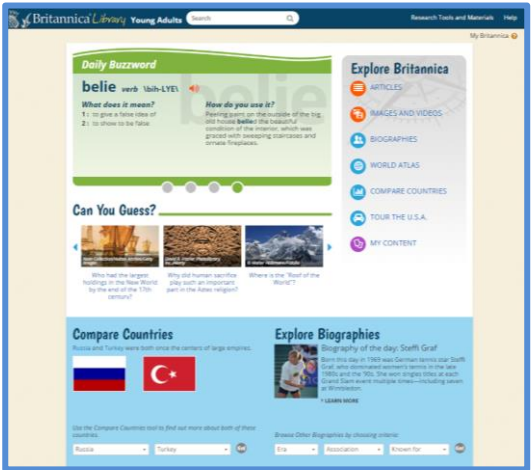 Britannica Library Young Adults
Search
Research Tools and Materials Help
My Britannica
Daily Buzzword
belie verb \bih-LYE\
What does it mean?
1 : to give a false idea of
2 : to show to be false
How do you use it?
Peeling paint on the outside of the big
old house belied the beautiful
condition of the interior, which was
graced with sweeping staircases and
ornate fireplaces.
belie
Explore Britannica
ARTICLES
IMAGES AND VIDEOS
BIOGRAPHIES
WORLD ATLAS
COMPARE COUNTRIES
TOUR THE U.S.A.
MY CONTENT
Can You Guess?
Who had the largest
holdings in the New World
by the end of the 17th
century?
Why did human sacrifice
play such an important
part in the Aztec religion?
Where is the "Roof of the
World"?
Compare Countries
Russia and Turkey were both once the centers of large empires.
Use the Compare Countries tool to find out more about both of these
countries.
Russia
Turkey
Go!
Explore Biographies
Biography of the day: Steffi Graf
Born this day in 1969 was German tennis star Steffi
Graf, who dominated women's tennis in the late
1980s and the '90s. She won singles titles at each
Grand Slam event multiple times—including seven
at Wimbledon.
LEARN MORE
Browse Other Biographies by choosing criteria:
Era
Association
Known for
Go!